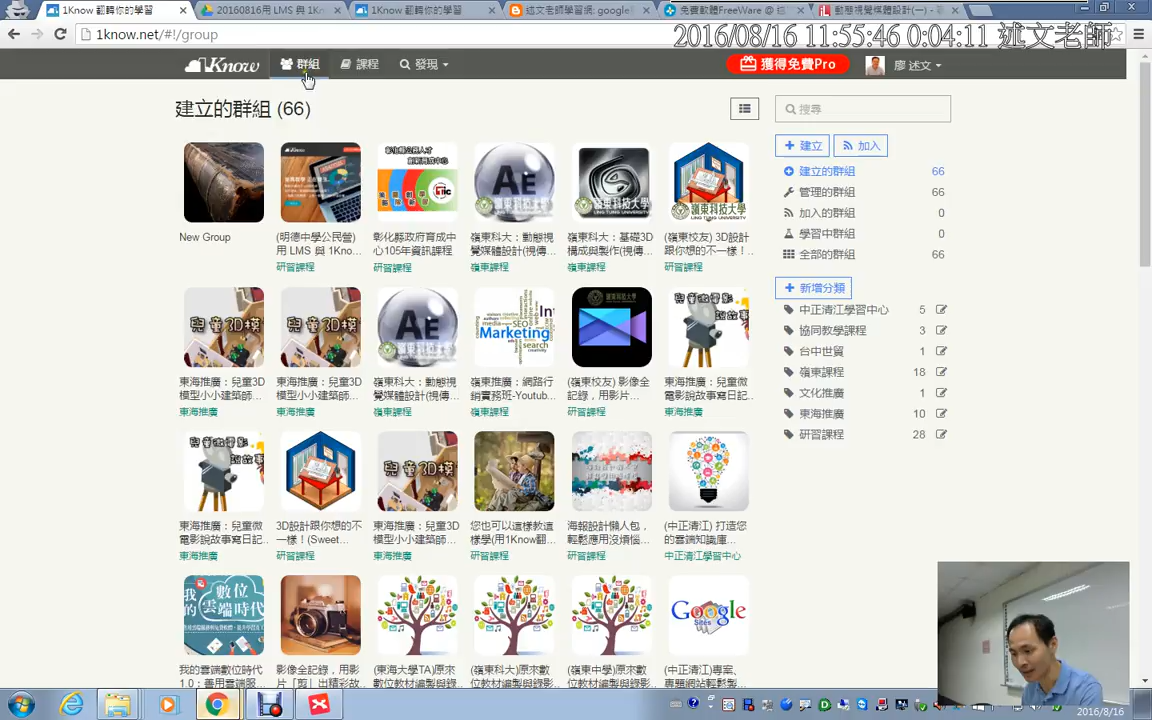 1Know 翻轉你的學習
20160816用 LMS 與 1Kn
1Know 翻轉你的學習
述文老師學習網: google
免費軟體FreeWare @
動態視覺媒體設計(一) -
1know.net/#!/group
2016/08/16 11:55:46 0:04:11 述文老師
1Know
群組
課程
發現
獲得免費Pro
廖 述文
建立的群組 (66)
搜尋
建立
加入
建立的群組 66
管理的群組 66
加入的群組 0
學習中群組 0
全部的群組 66
新增分類
中正清江學習中心 5
協同教學課程 3
台中世貿 1
嶺東課程 18
文化推廣 1
東海推廣 10
研習課程 28
New Group
(明德中學公民營)
用 LMS 與 1Kno...
研習課程
彰化縣政府育成中
心105年資訊課程
研習課程
嶺東科大：動態視
覺媒體設計(視傳...
嶺東課程
嶺東科大：基礎3D
構成與製作(視傳...
嶺東課程
(嶺東校友) 3D設計
跟你想的不一樣！...
研習課程
東海推廣：兒童3D
模型小小建築師...
東海推廣
東海推廣：兒童3D
模型小小建築師...
東海推廣
嶺東科大：動態視
覺媒體設計(視傳...
嶺東課程
嶺東推廣：網路行
銷實務班-Youtub...
嶺東課程
(嶺東校友) 影像全
記錄，用影片...
研習課程
東海推廣：兒童微
電影說故事寫日記...
東海推廣
東海推廣：兒童微
電影說故事寫日記...
東海推廣
3D設計跟你想的不
一樣！(Sweet...
研習課程
東海推廣：兒童3D
模型小小建築師...
東海推廣
您也可以這樣教這
樣學(用1Know翻...
研習課程
海報設計懶人包，
輕鬆應用沒煩惱...
研習課程
(中正清江) 打造您
的雲端知識庫...
中正清江學習中心
我的雲端數位時代
1.0：善用雲端服
影像全記錄，用影
片「剪」出精彩故
(東海大學TA)原來
數位教材編製與錄
(嶺東科大)原來數
位教材編製與錄影
(嶺東中學)原來數
位教材編製與錄影
(中正清江)專室、
專題網站輕鬆製
AE
嶺東科技大學
LING TUNG UNIVERSITY
Marketing
SEO
兒童3D模
Google
Sites
2016/8/16